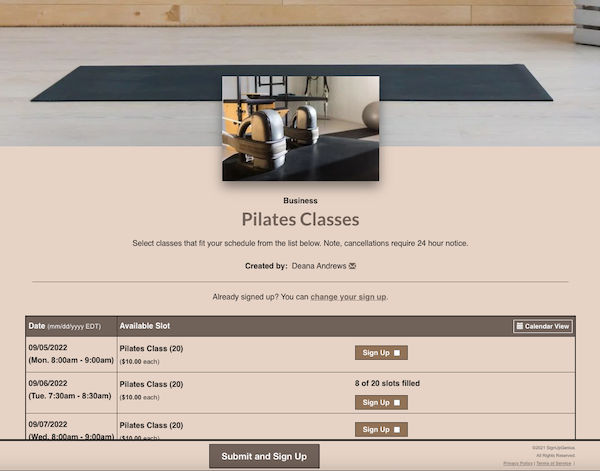 Business
Pilates Classes
Select classes that fit your schedule from the list below. Note, cancellations require 24 hour notice.
Created by: Deana Andrews
Already signed up? You can change your sign up.
Date (mm/dd/yyyy EDT) Available Slot Calendar View
09/05/2022
(Mon. 8:00am - 9:00am)
Pilates Class (20)
($10.00 each)
Sign Up
09/06/2022
(Tue. 7:30am - 8:30am)
Pilates Class (20)
($10.00 each)
8 of 20 slots filled
Sign Up
09/07/2022
(Wed. 8:00am - 9:00am)
Pilates Class (20)
($10.00 each)
Sign Up
Submit and Sign Up
©2021 SignUpGenius
All Rights Reserved.
Privacy Policy | Terms of Service |